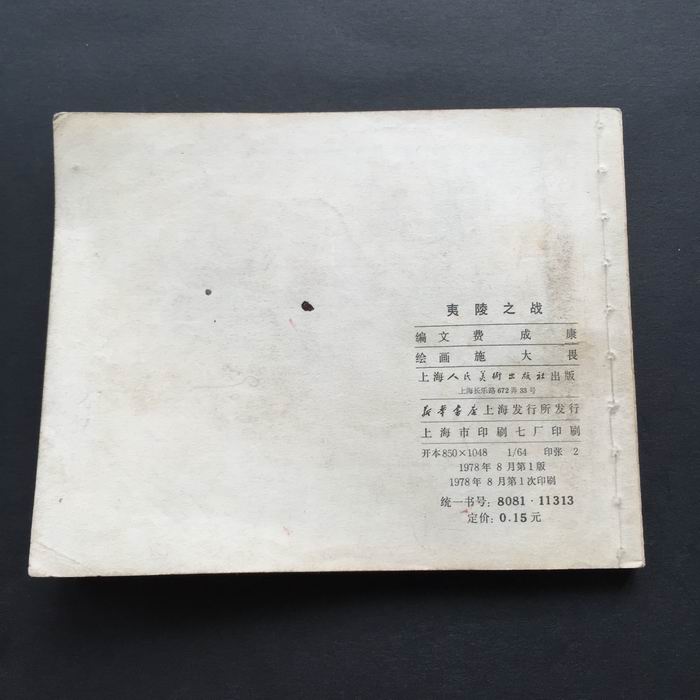 夷陵之战
编文费成康
绘画施大畏
上海人民美术出版社出版
上海长乐路672弄33号
新华书店上海发行所发行
上海市印刷七厂印刷
开本850×1048 1/64 印张 2
1978年8月第1版
1978年8月第1次印刷
统一书号：8081·11313
定价：0.15元